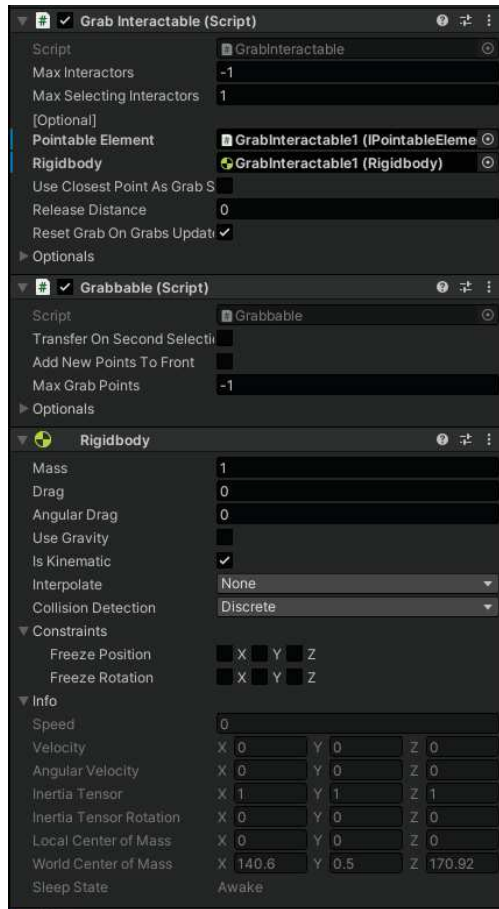 # Grab Interactable (Script)
Script # GrabInteractable
Max Interactors -1
Max Selecting Interactors 1
[Optional]
Pointable Element # GrabInteractable1 (IPointableEleme
Rigidbody GrabInteractable1 (Rigidbody)
Use Closest Point As Grab S
Release Distance 0
Reset Grab On Grabs Updat
Optionals
# Grabbable (Script)
Script # Grabbable
Transfer On Second Selecti
Add New Points To Front
Max Grab Points -1
Optionals
Rigidbody
Mass 1
Drag 0
Angular Drag 0
Use Gravity
Is Kinematic
Interpolate None
Collision Detection Discrete
Constraints
Freeze Position X Y Z
Freeze Rotation X Y Z
Info
Speed 0
Velocity X 0 Y 0 Z 0
Angular Velocity X 0 Y 0 Z 0
Inertia Tensor X 1 Y 1 Z 1
Inertia Tensor Rotation X 0 Y 0 Z 0
Local Center of Mass X 0 Y 0 Z 0
World Center of Mass X 140.6 Y 0.5 Z 170.92
Sleep State Awake